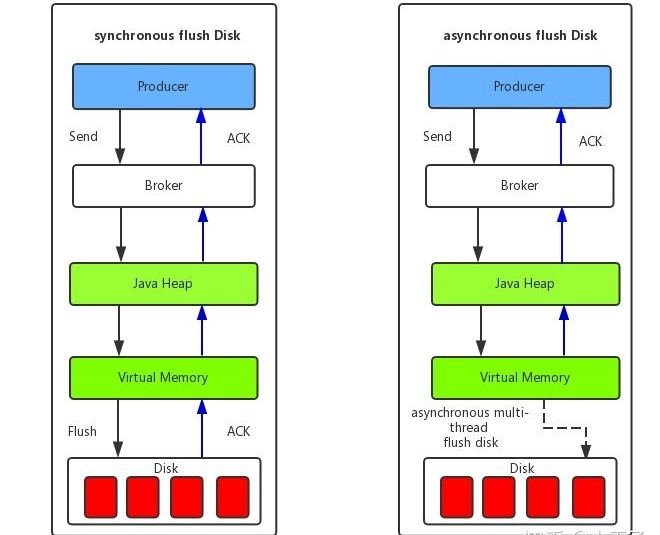 synchronous flush Disk
Producer
Send
ACK
Broker
Java Heap
Virtual Memory
Flush
ACK
Disk
asynchronous flush Disk
Producer
Send
ACK
Broker
Java Heap
Virtual Memory
asynchronous multi-
thread
flush disk
Disk